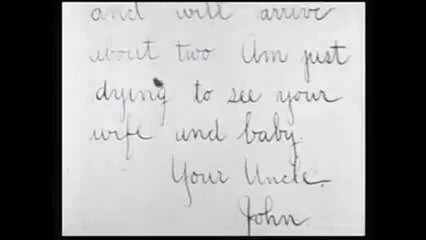 and will arrive
about two Am just
dying to see your
wife and baby
Your Uncle.
John.